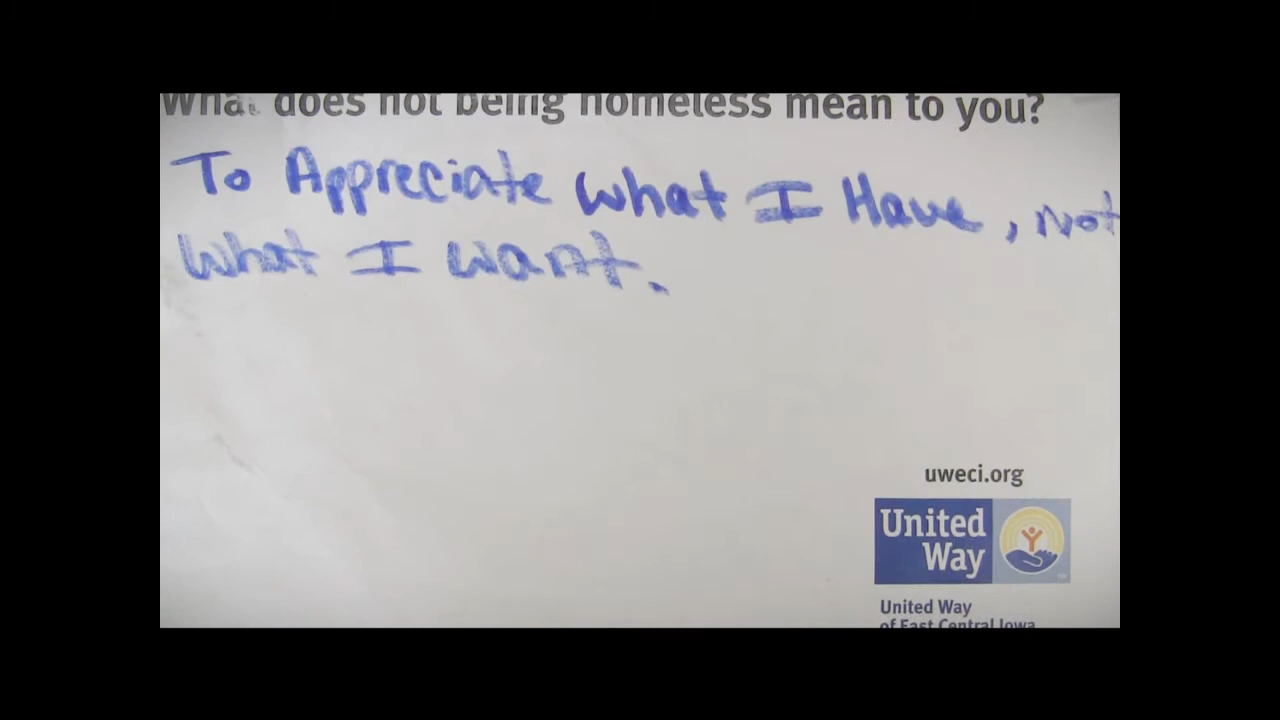 What does not being homeless mean to you?
To Appreciate what I Have, Not
what I want.
uweci.org
United
Way
United Way
of East Central Iowa